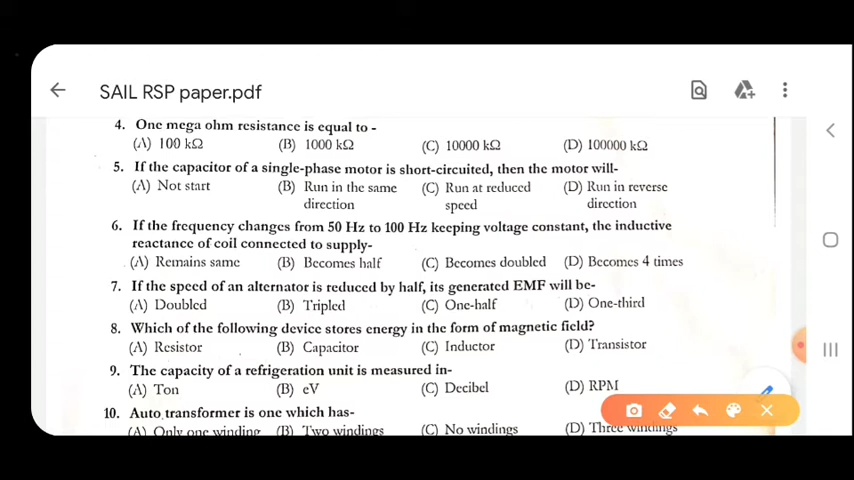 SAIL RSP paper.pdf
4. One mega ohm resistance is equal to -
(A) 100 kΩ (B) 1000 kΩ (C) 10000 kΩ (D) 100000 kΩ
5. If the capacitor of a single-phase motor is short-circuited, then the motor will-
(A) Not start (B) Run in the same direction (C) Run at reduced speed (D) Run in reverse direction
6. If the frequency changes from 50 Hz to 100 Hz keeping voltage constant, the inductive
reactance of coil connected to supply-
(A) Remains same (B) Becomes half (C) Becomes doubled (D) Becomes 4 times
7. If the speed of an alternator is reduced by half, its generated EMF will be-
(A) Doubled (B) Tripled (C) One-half (D) One-third
8. Which of the following device stores energy in the form of magnetic field?
(A) Resistor (B) Capacitor (C) Inductor (D) Transistor
9. The capacity of a refrigeration unit is measured in-
(A) Ton (B) eV (C) Decibel (D) RPM
10. Auto transformer is one which has-
(A) Only one winding (B) Two windings (C) No windings (D) Three windings